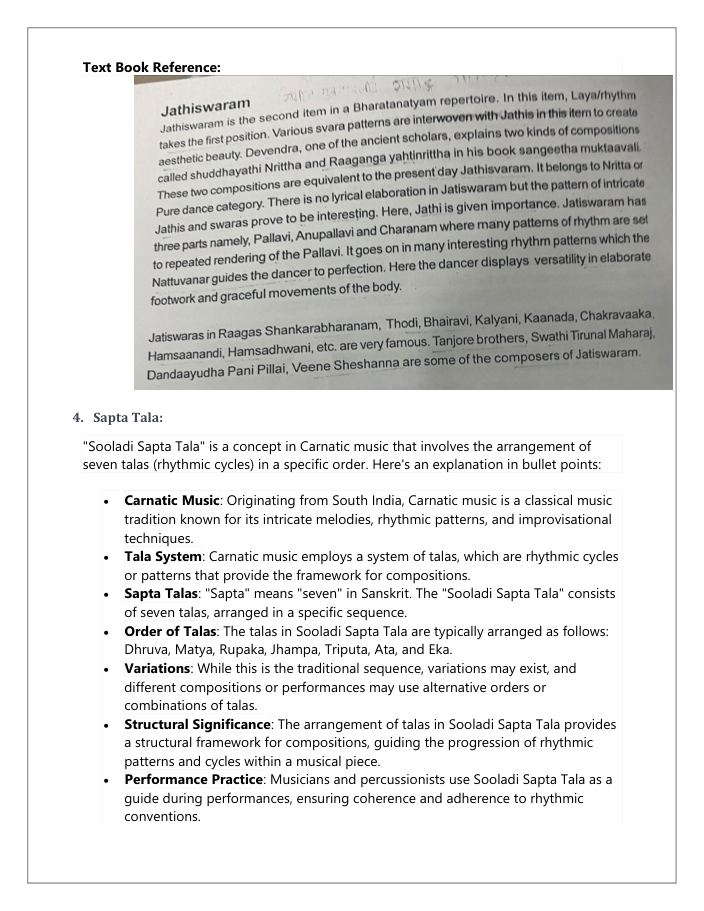 Text Book Reference:
Jathiswaram
Jathiswaram is the second item in a Bharatanatyam repertoire. In this item, Laya/rhythm
takes the first position. Various svara patterns are interwoven with Jathis in this item to create
aesthetic beauty. Devendra, one of the ancient scholars, explains two kinds of compositions
called shuddhayathi Nrittha and Raaganga yahtinrittha in his book sangeetha muktaavali.
These two compositions are equivalent to the present day Jathisvaram. It belongs to Nritta or
Pure dance category. There is no lyrical elaboration in Jatiswaram but the pattern of intricate
Jathis and swaras prove to be interesting. Here, Jathi is given importance. Jatiswaram has
three parts namely, Pallavi, Anupallavi and Charanam where many patterns of rhythm are set
to repeated rendering of the Pallavi. It goes on in many interesting rhythm patterns which the
Nattuvanar guides the dancer to perfection. Here the dancer displays versatility in elaborate
footwork and graceful movements of the body.
Jatiswaras in Raagas Shankarabharanam, Thodi, Bhairavi, Kalyani, Kaanada, Chakravaaka,
Hamsaanandi, Hamsadhwani, etc. are very famous. Tanjore brothers, Swathi Tirunal Maharaj,
Dandaayudha Pani Pillai, Veene Sheshanna are some of the composers of Jatiswaram.
4. Sapta Tala:
"Sooladi Sapta Tala" is a concept in Carnatic music that involves the arrangement of
seven talas (rhythmic cycles) in a specific order. Here's an explanation in bullet points:
• Carnatic Music: Originating from South India, Carnatic music is a classical music
tradition known for its intricate melodies, rhythmic patterns, and improvisational
techniques.
• Tala System: Carnatic music employs a system of talas, which are rhythmic cycles
or patterns that provide the framework for compositions.
• Sapta Talas: "Sapta" means "seven" in Sanskrit. The "Sooladi Sapta Tala" consists
of seven talas, arranged in a specific sequence.
• Order of Talas: The talas in Sooladi Sapta Tala are typically arranged as follows:
Dhruva, Matya, Rupaka, Jhampa, Triputa, Ata, and Eka.
• Variations: While this is the traditional sequence, variations may exist, and
different compositions or performances may use alternative orders or
combinations of talas.
• Structural Significance: The arrangement of talas in Sooladi Sapta Tala provides
a structural framework for compositions, guiding the progression of rhythmic
patterns and cycles within a musical piece.
• Performance Practice: Musicians and percussionists use Sooladi Sapta Tala as a
guide during performances, ensuring coherence and adherence to rhythmic
conventions.